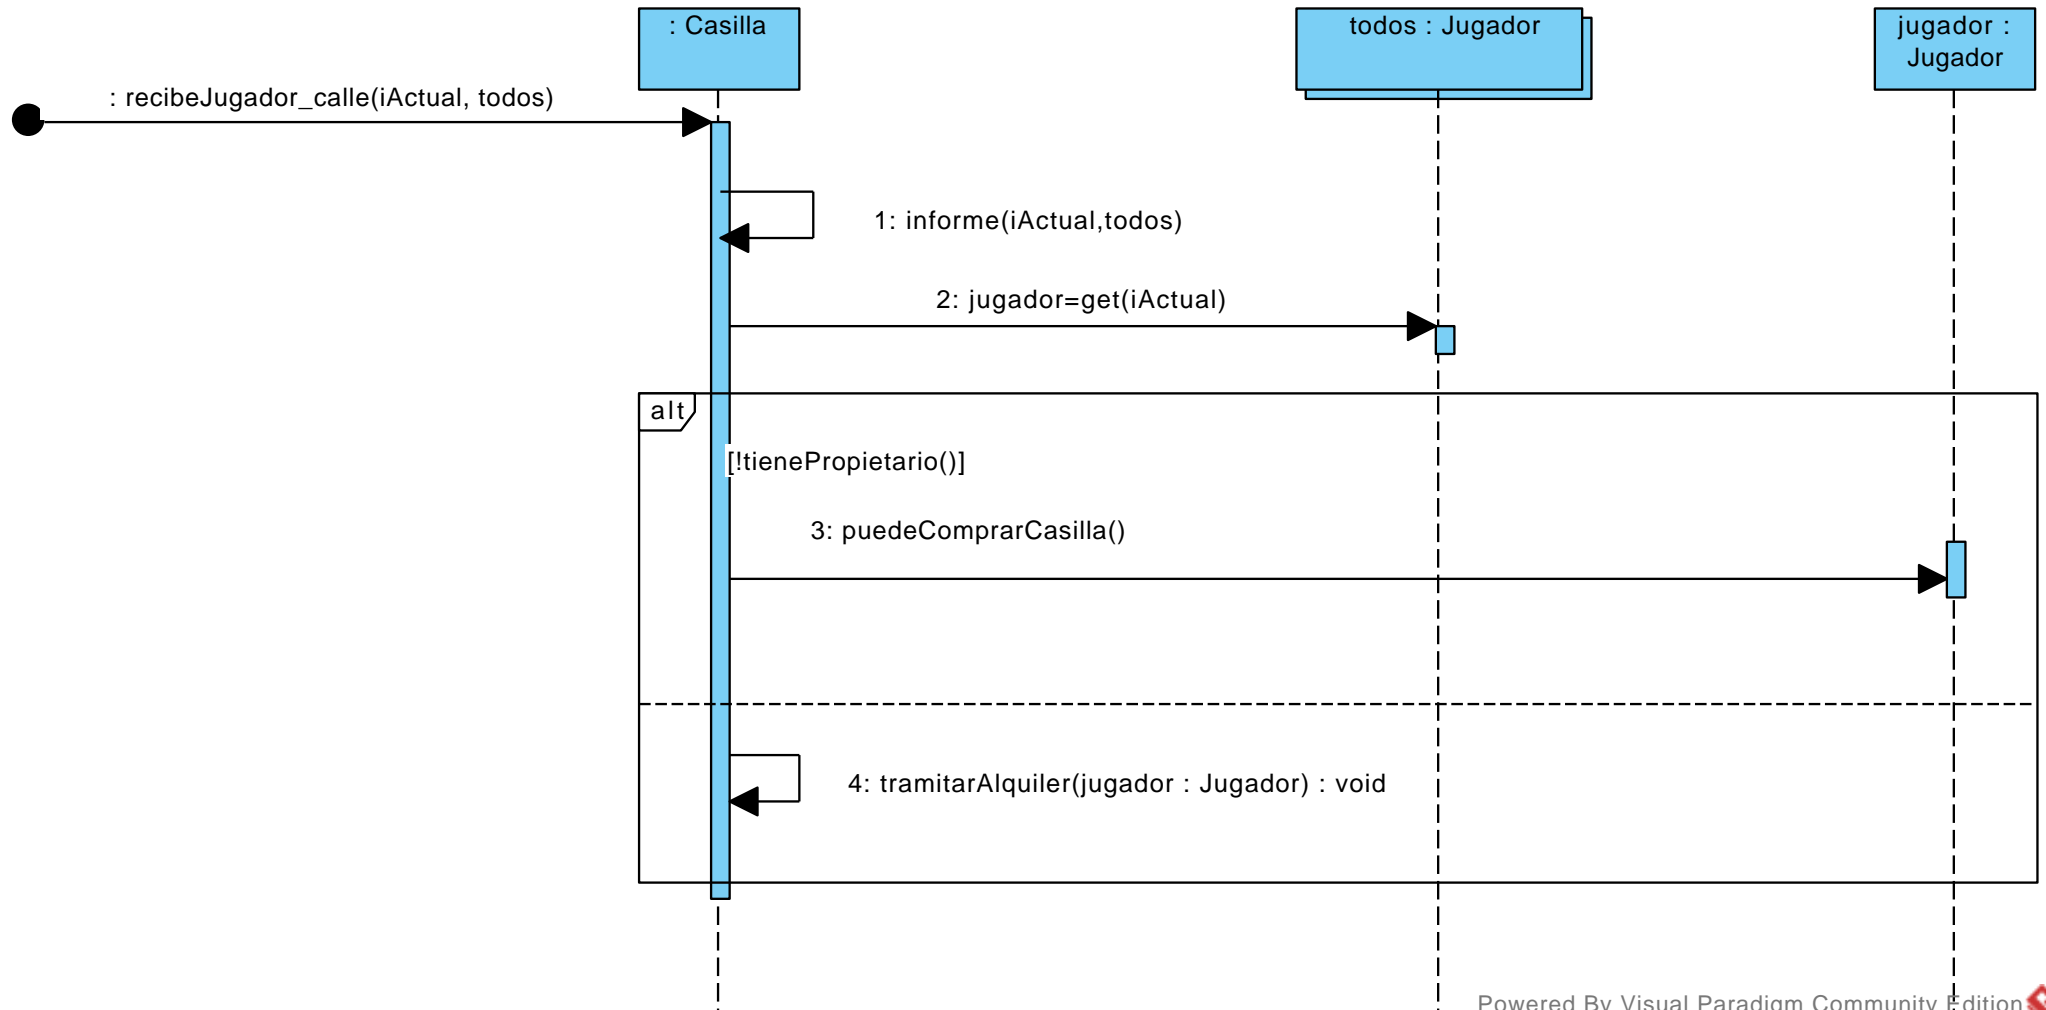 : Casilla
todos : Jugador
jugador :
Jugador
: recibeJugador_calle(iActual, todos)
1: informe(iActual,todos)
2: jugador=get(iActual)
alt
[!tienePropietario()]
3: puedeComprarCasilla()
4: tramitarAlquiler(jugador : Jugador) : void
Powered By Visual Paradigm Community Edition